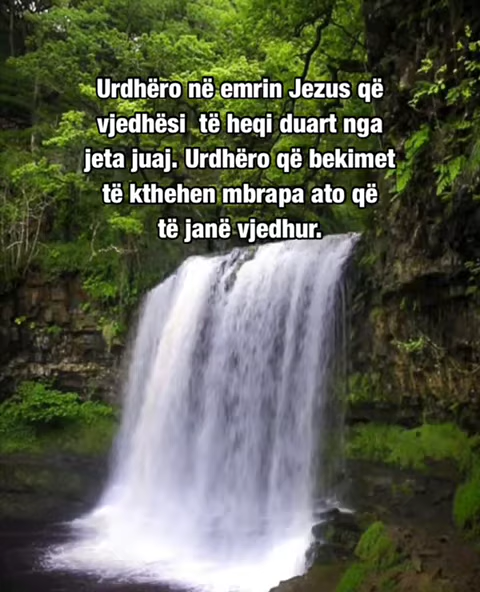 Urdhëro në emrin Jezus që
vjedhësi  të heqi duart nga
jeta juaj. Urdhëro që bekimet
të kthehen mbrapa ato që
të janë vjedhur.